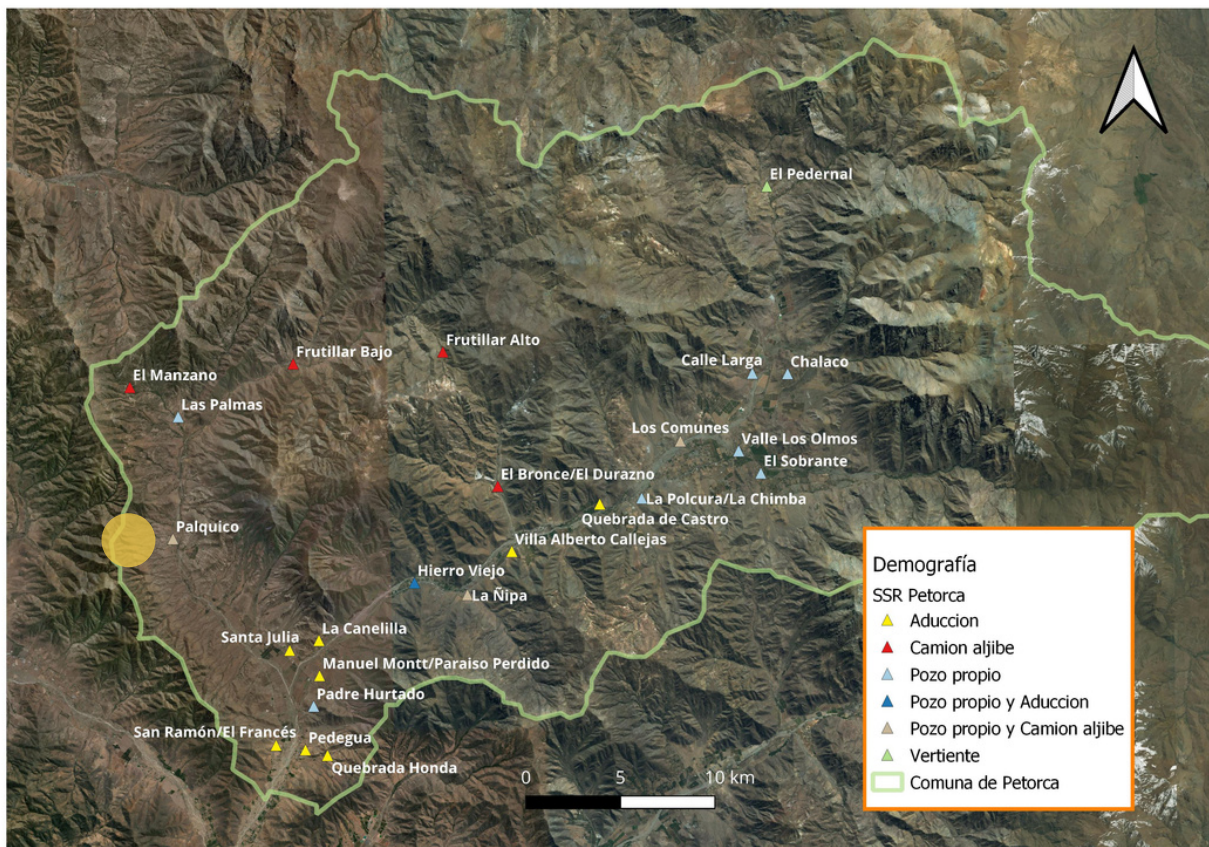 El Pedernal
Frutillar Alto
Frutillar Bajo
Calle Larga
Chalaco
El Manzano
Las Palmas
Los Comunes
Valle Los Olmos
El Sobrante
El Bronce/El Durazno
La Polcura/La Chimba
Quebrada de Castro
Palquico
Villa Alberto Callejas
Hierro Viejo
La Ñipa
La Canelilla
Santa Julia
Manuel Montt/Paraiso Perdido
Padre Hurtado
San Ramón/El Francés
Pedegua
Quebrada Honda
0 5 10 km
Demografía
SSR Petorca
Aduccion
Camion aljibe
Pozo propio
Pozo propio y Aduccion
Pozo propio y Camion aljibe
Vertiente
Comuna de Petorca